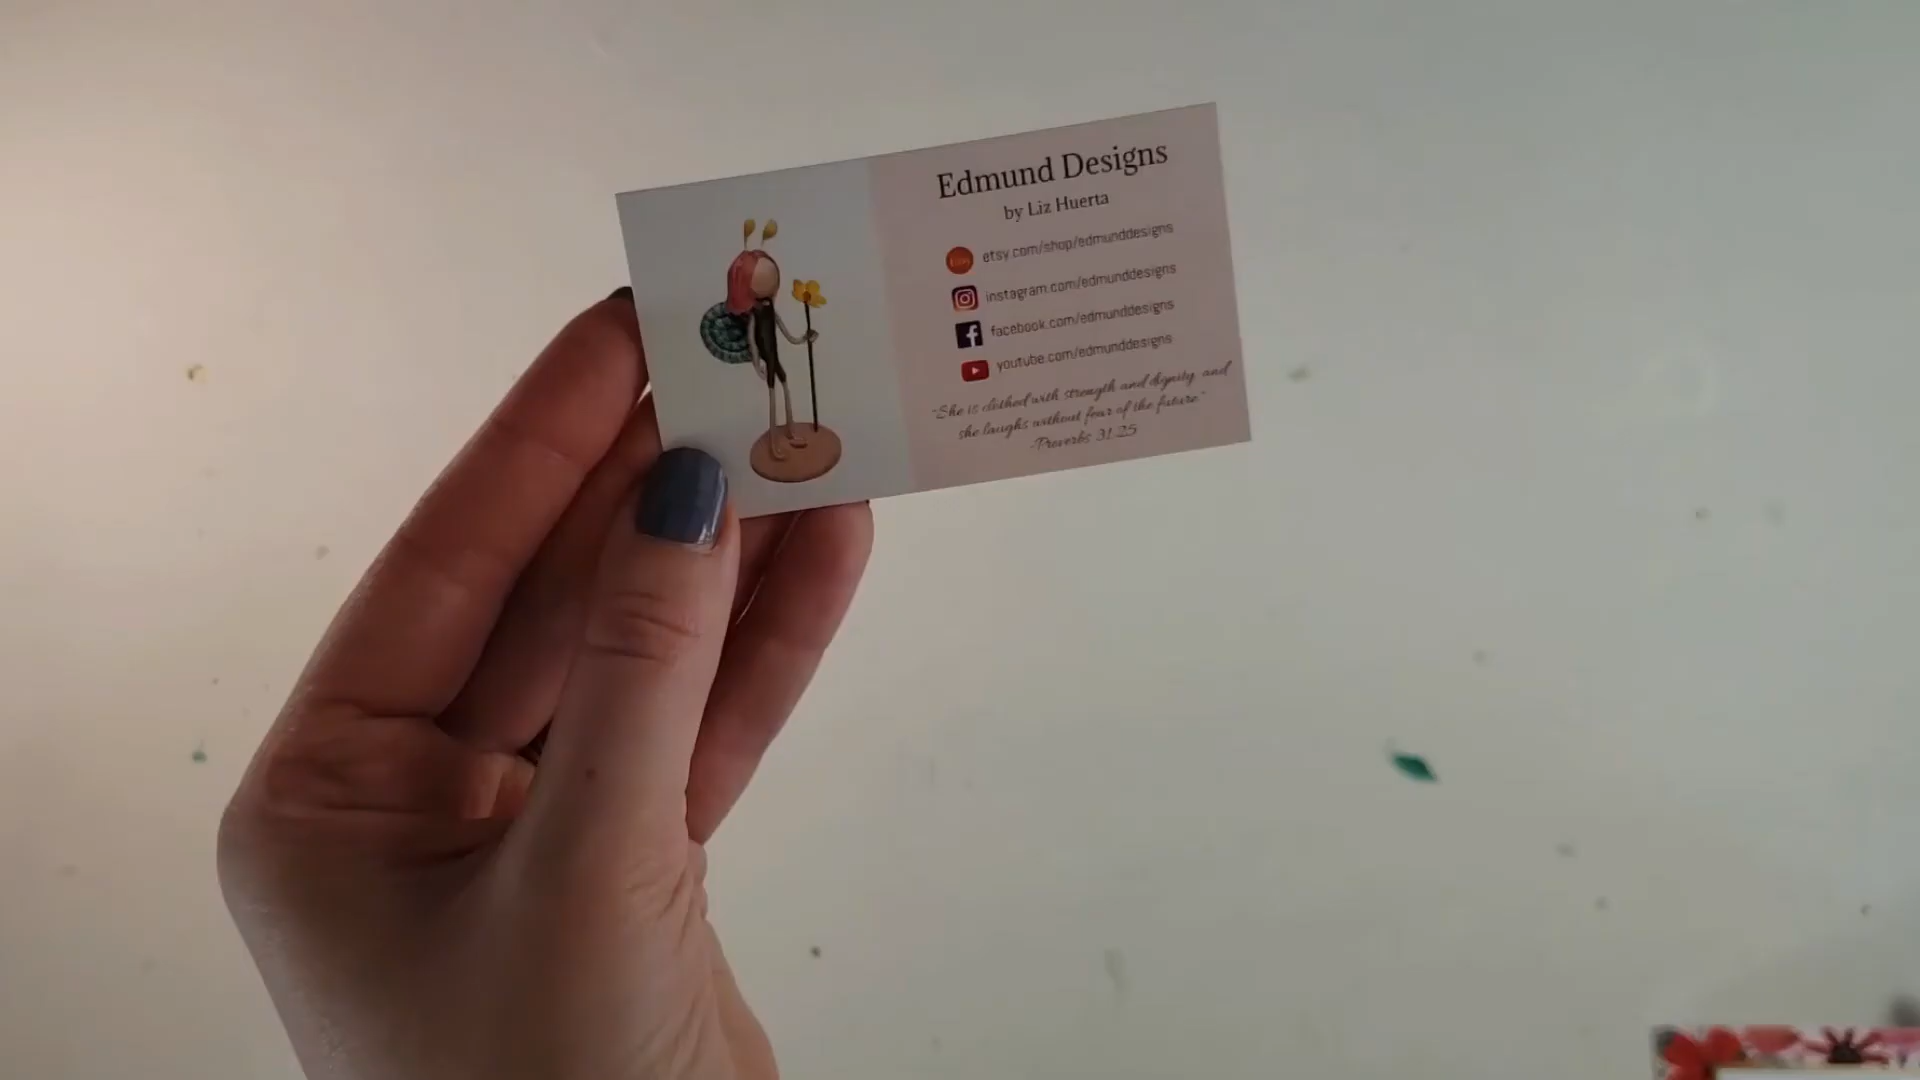 Edmund Designs
by Liz Huerta
Etsy
etsy.com/shop/edmunddesigns
instagram.com/edmunddesigns
facebook.com/edmunddesigns
youtube.com/edmunddesigns
"She is clothed with strength and dignity, and
she laughs without fear of the future."
-Proverbs 31:25